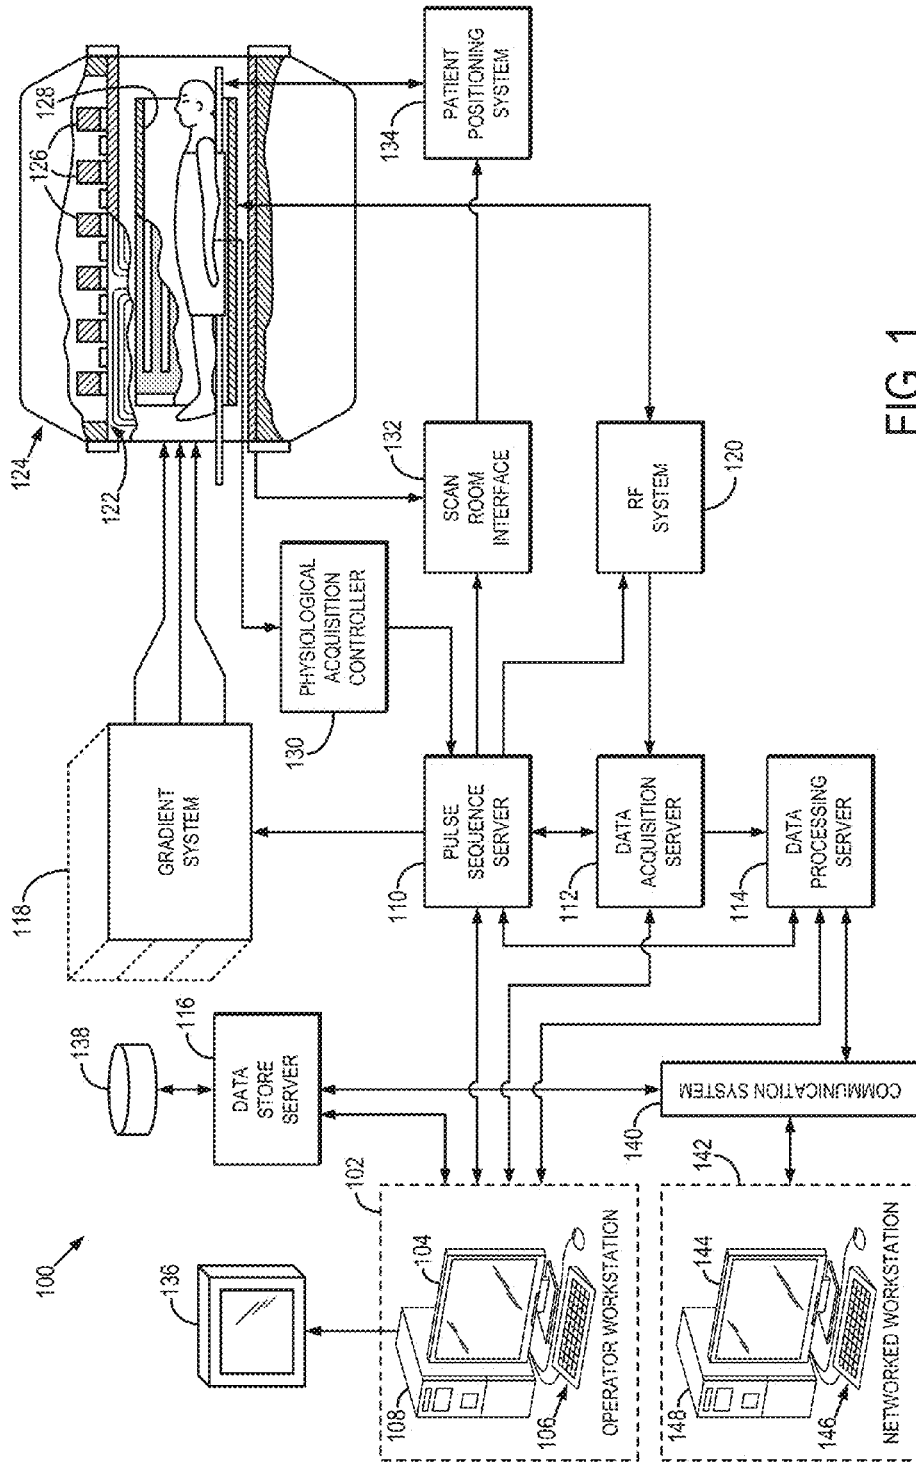 100
136
138
118
GRADIENT
SYSTEM
124
122
126
128
116
DATA
STORE
SERVER
130
PHYSIOLOGICAL
ACQUISITION
CONTROLLER
102
108
104
106
OPERATOR WORKSTATION
110
PULSE
SEQUENCE
SERVER
132
SCAN
ROOM
INTERFACE
134
PATIENT
POSITIONING
SYSTEM
112
DATA
ACQUISITION
SERVER
RF
SYSTEM
120
140
COMMUNICATION SYSTEM
114
DATA
PROCESSING
SERVER
142
148
144
146
NETWORKED WORKSTATION
FIG. 1